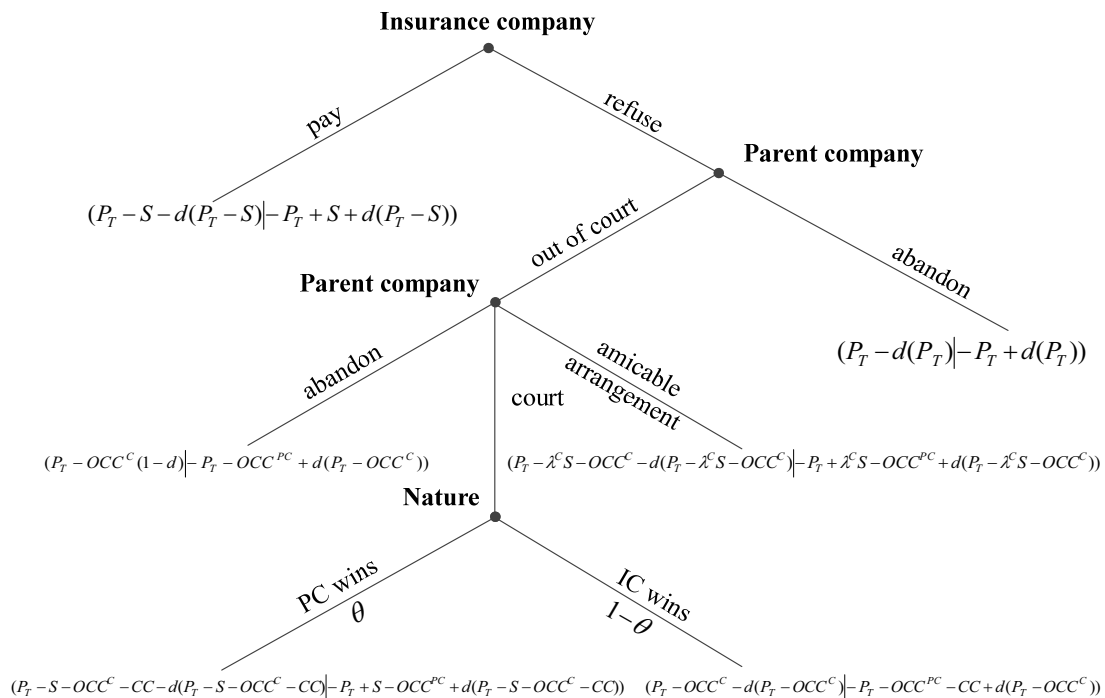 Insurance company
pay
refuse
Parent company
(P_T − S − d(P_T − S)|−P_T + S + d(P_T − S))
out of court
Parent company
abandon
(P_T − d(P_T)|−P_T + d(P_T))
abandon
court
amicable
arrangement
(P_T − OCC^C (1 − d)|−P_T − OCC^{PC} + d(P_T − OCC^C))
(P_T − λ^C S − OCC^C − d(P_T − λ^C S − OCC^C)|−P_T + λ^C S − OCC^{PC} + d(P_T − λ^C S − OCC^C))
Nature
PC wins
θ
IC wins
1−θ
(P_T − S − OCC^C − CC − d(P_T − S − OCC^C − CC)|−P_T + S − OCC^{PC} + d(P_T − S − OCC^C − CC))
(P_T − OCC^C − d(P_T − OCC^C)|−P_T − OCC^{PC} − CC + d(P_T − OCC^C))